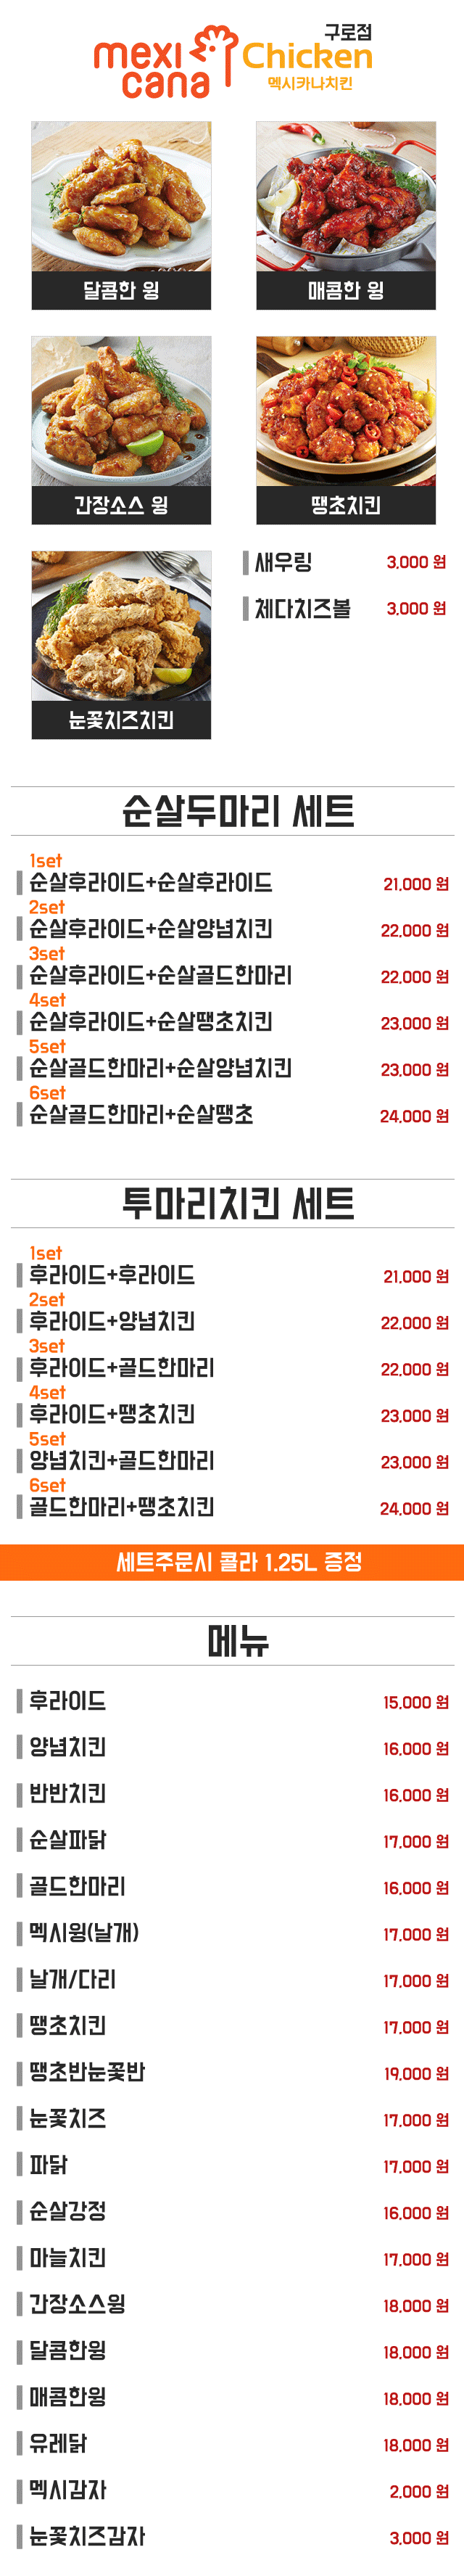 구로점
mexi
cana
Chicken
멕시카나치킨
달콤한 윙
매콤한 윙
간장소스 윙
땡초치킨
새우링 3,000 원
체다치즈볼 3,000 원
눈꽃치즈치킨
순살두마리 세트
1set
순살후라이드+순살후라이드 21,000 원
2set
순살후라이드+순살양념치킨 22,000 원
3set
순살후라이드+순살골드한마리 22,000 원
4set
순살후라이드+순살땡초치킨 23,000 원
5set
순살골드한마리+순살양념치킨 23,000 원
6set
순살골드한마리+순살땡초 24,000 원
투마리치킨 세트
1set
후라이드+후라이드 21,000 원
2set
후라이드+양념치킨 22,000 원
3set
후라이드+골드한마리 22,000 원
4set
후라이드+땡초치킨 23,000 원
5set
양념치킨+골드한마리 23,000 원
6set
골드한마리+땡초치킨 24,000 원
세트주문시 콜라 1.25L 증정
메뉴
후라이드 15,000 원
양념치킨 16,000 원
반반치킨 16,000 원
순살파닭 17,000 원
골드한마리 16,000 원
멕시윙(날개) 17,000 원
날개/다리 17,000 원
땡초치킨 17,000 원
땡초반눈꽃반 19,000 원
눈꽃치즈 17,000 원
파닭 17,000 원
순살강정 16,000 원
마늘치킨 17,000 원
간장소스윙 18,000 원
달콤한윙 18,000 원
매콤한윙 18,000 원
유레닭 18,000 원
멕시감자 2,000 원
눈꽃치즈감자 3,000 원